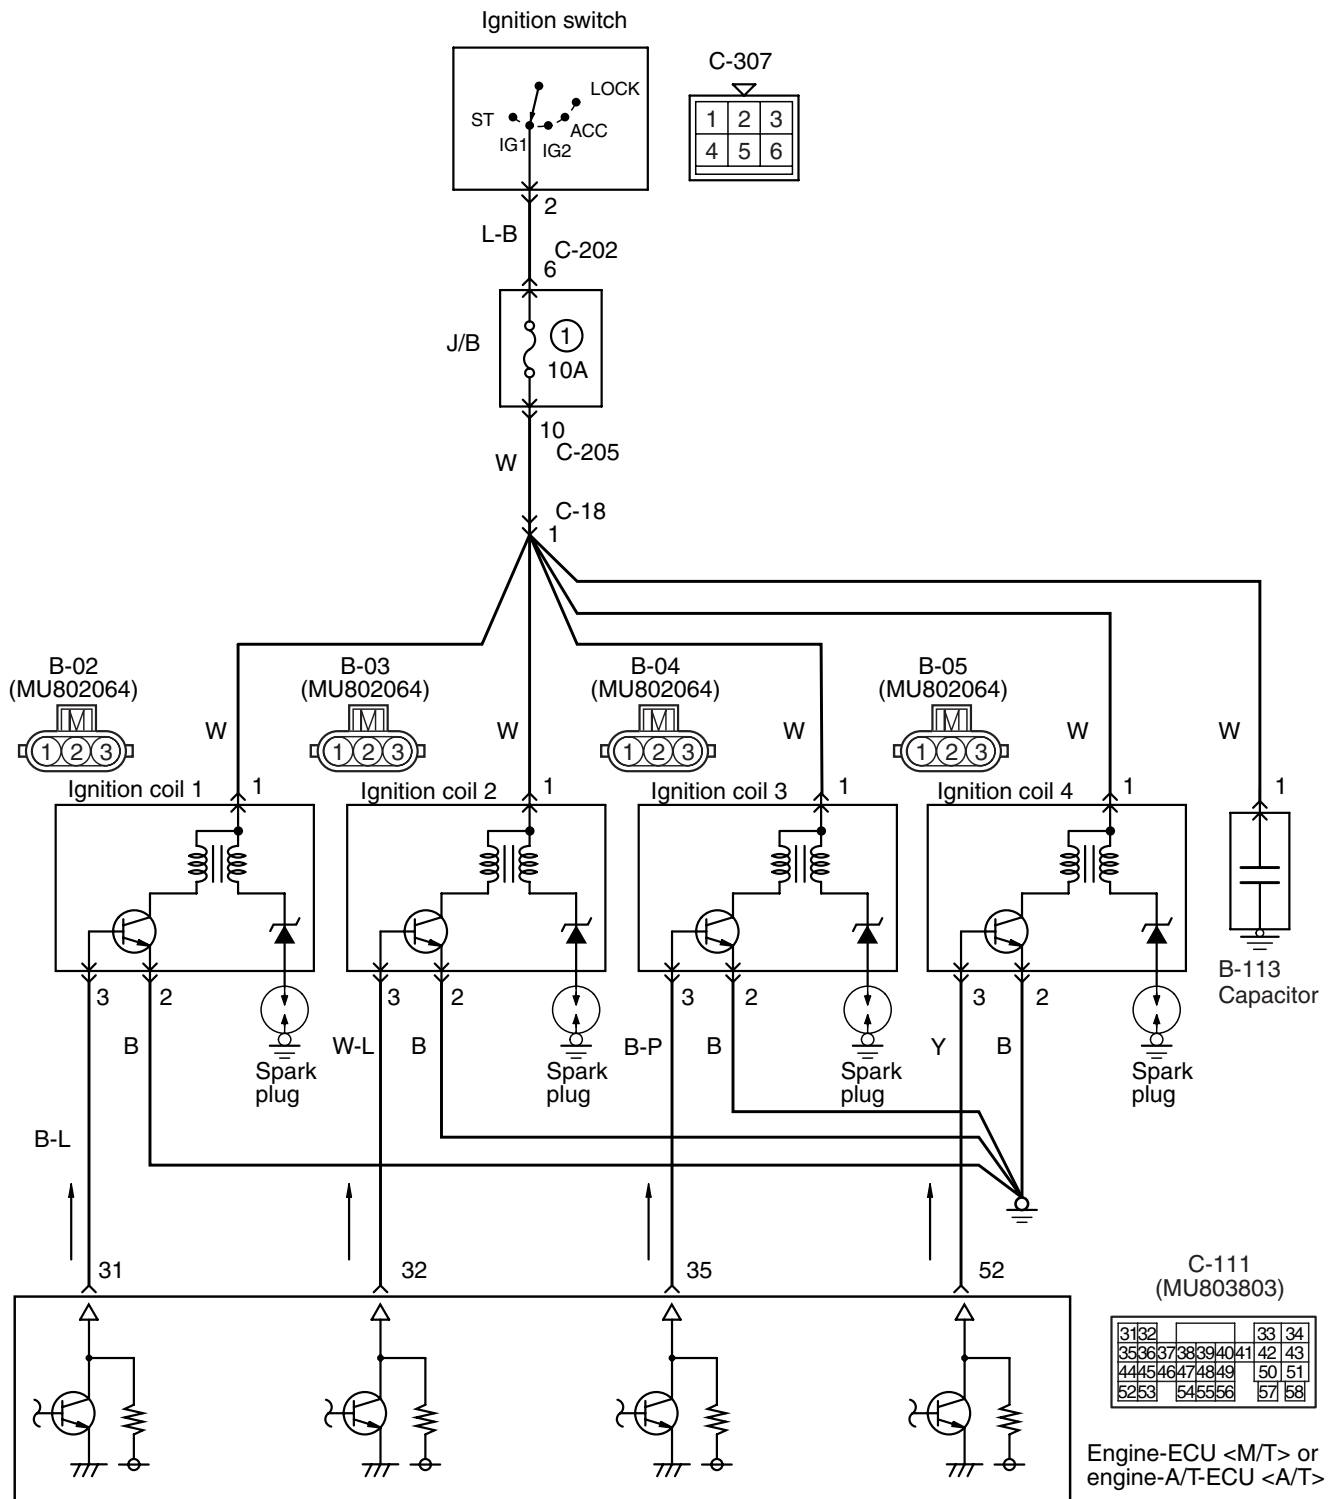 Ignition switch
C-307
LOCK
ST
ACC
IG1
IG2
1 2 3
4 5 6
2
L-B
C-202
6
J/B
1
10A
10
C-205
W
C-18
1
B-02
(MU802064)
M
1 2 3
B-03
(MU802064)
M
1 2 3
B-04
(MU802064)
M
1 2 3
B-05
(MU802064)
M
1 2 3
W W W W W
Ignition coil 1 1
Ignition coil 2 1
Ignition coil 3 1
Ignition coil 4 1
1
B-113
Capacitor
3 2 3 2 3 2 3 2
B W-L B B-P B Y B
Spark
plug
Spark
plug
Spark
plug
Spark
plug
B-L
31 32 35 52
C-111
(MU803803)
31 32 33 34
35 36 37 38 39 40 41 42 43
44 45 46 47 48 49 50 51
52 53 54 55 56 57 58
Engine-ECU <M/T> or
engine-A/T-ECU <A/T>